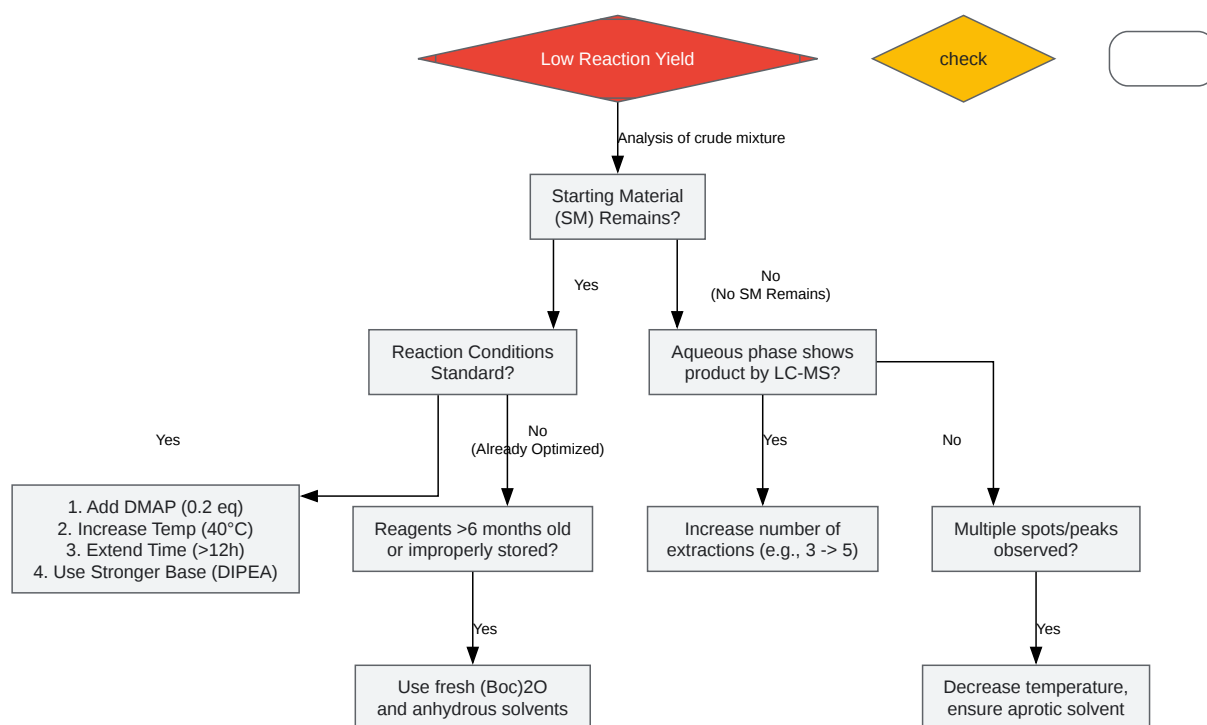 Low Reaction Yield
check
Analysis of crude mixture
Starting Material
(SM) Remains?
Yes
No
(No SM Remains)
Reaction Conditions
Standard?
Aqueous phase shows
product by LC-MS?
Yes
No
(Already Optimized)
Yes
No
1. Add DMAP (0.2 eq)
2. Increase Temp (40°C)
3. Extend Time (>12h)
4. Use Stronger Base (DIPEA)
Reagents >6 months old
or improperly stored?
Increase number of
extractions (e.g., 3 -> 5)
Multiple spots/peaks
observed?
Yes
Yes
Use fresh (Boc)2O
and anhydrous solvents
Decrease temperature,
ensure aprotic solvent